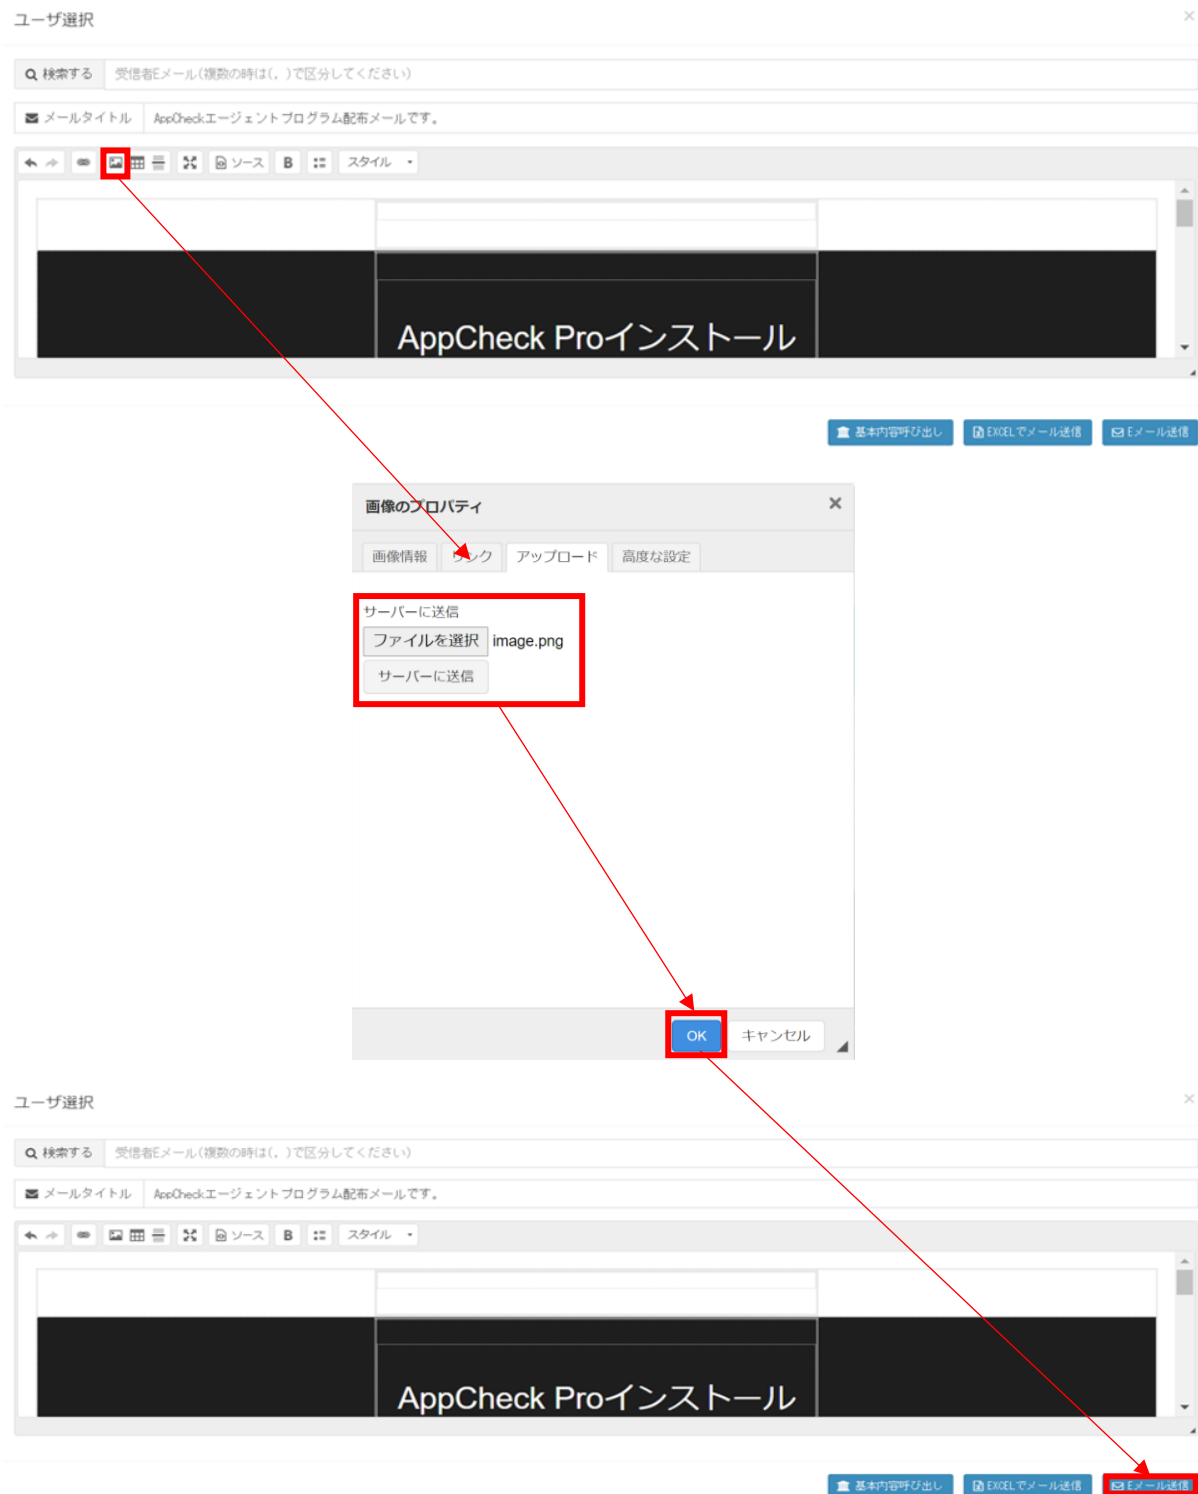 ユーザ選択
検索する 受信者Eメール(複数の時は(, )で区分してください)
メールタイトル AppCheckエージェントプログラム配布メールです。
ソース B スタイル
AppCheck Proインストール
基本内容呼び出し EXCELでメール送信 Eメール送信
画像のプロパティ
画像情報 リンク アップロード 高度な設定
サーバーに送信
ファイルを選択 image.png
サーバーに送信
OK キャンセル
ユーザ選択
検索する 受信者Eメール(複数の時は(, )で区分してください)
メールタイトル AppCheckエージェントプログラム配布メールです。
ソース B スタイル
AppCheck Proインストール
基本内容呼び出し EXCELでメール送信 Eメール送信